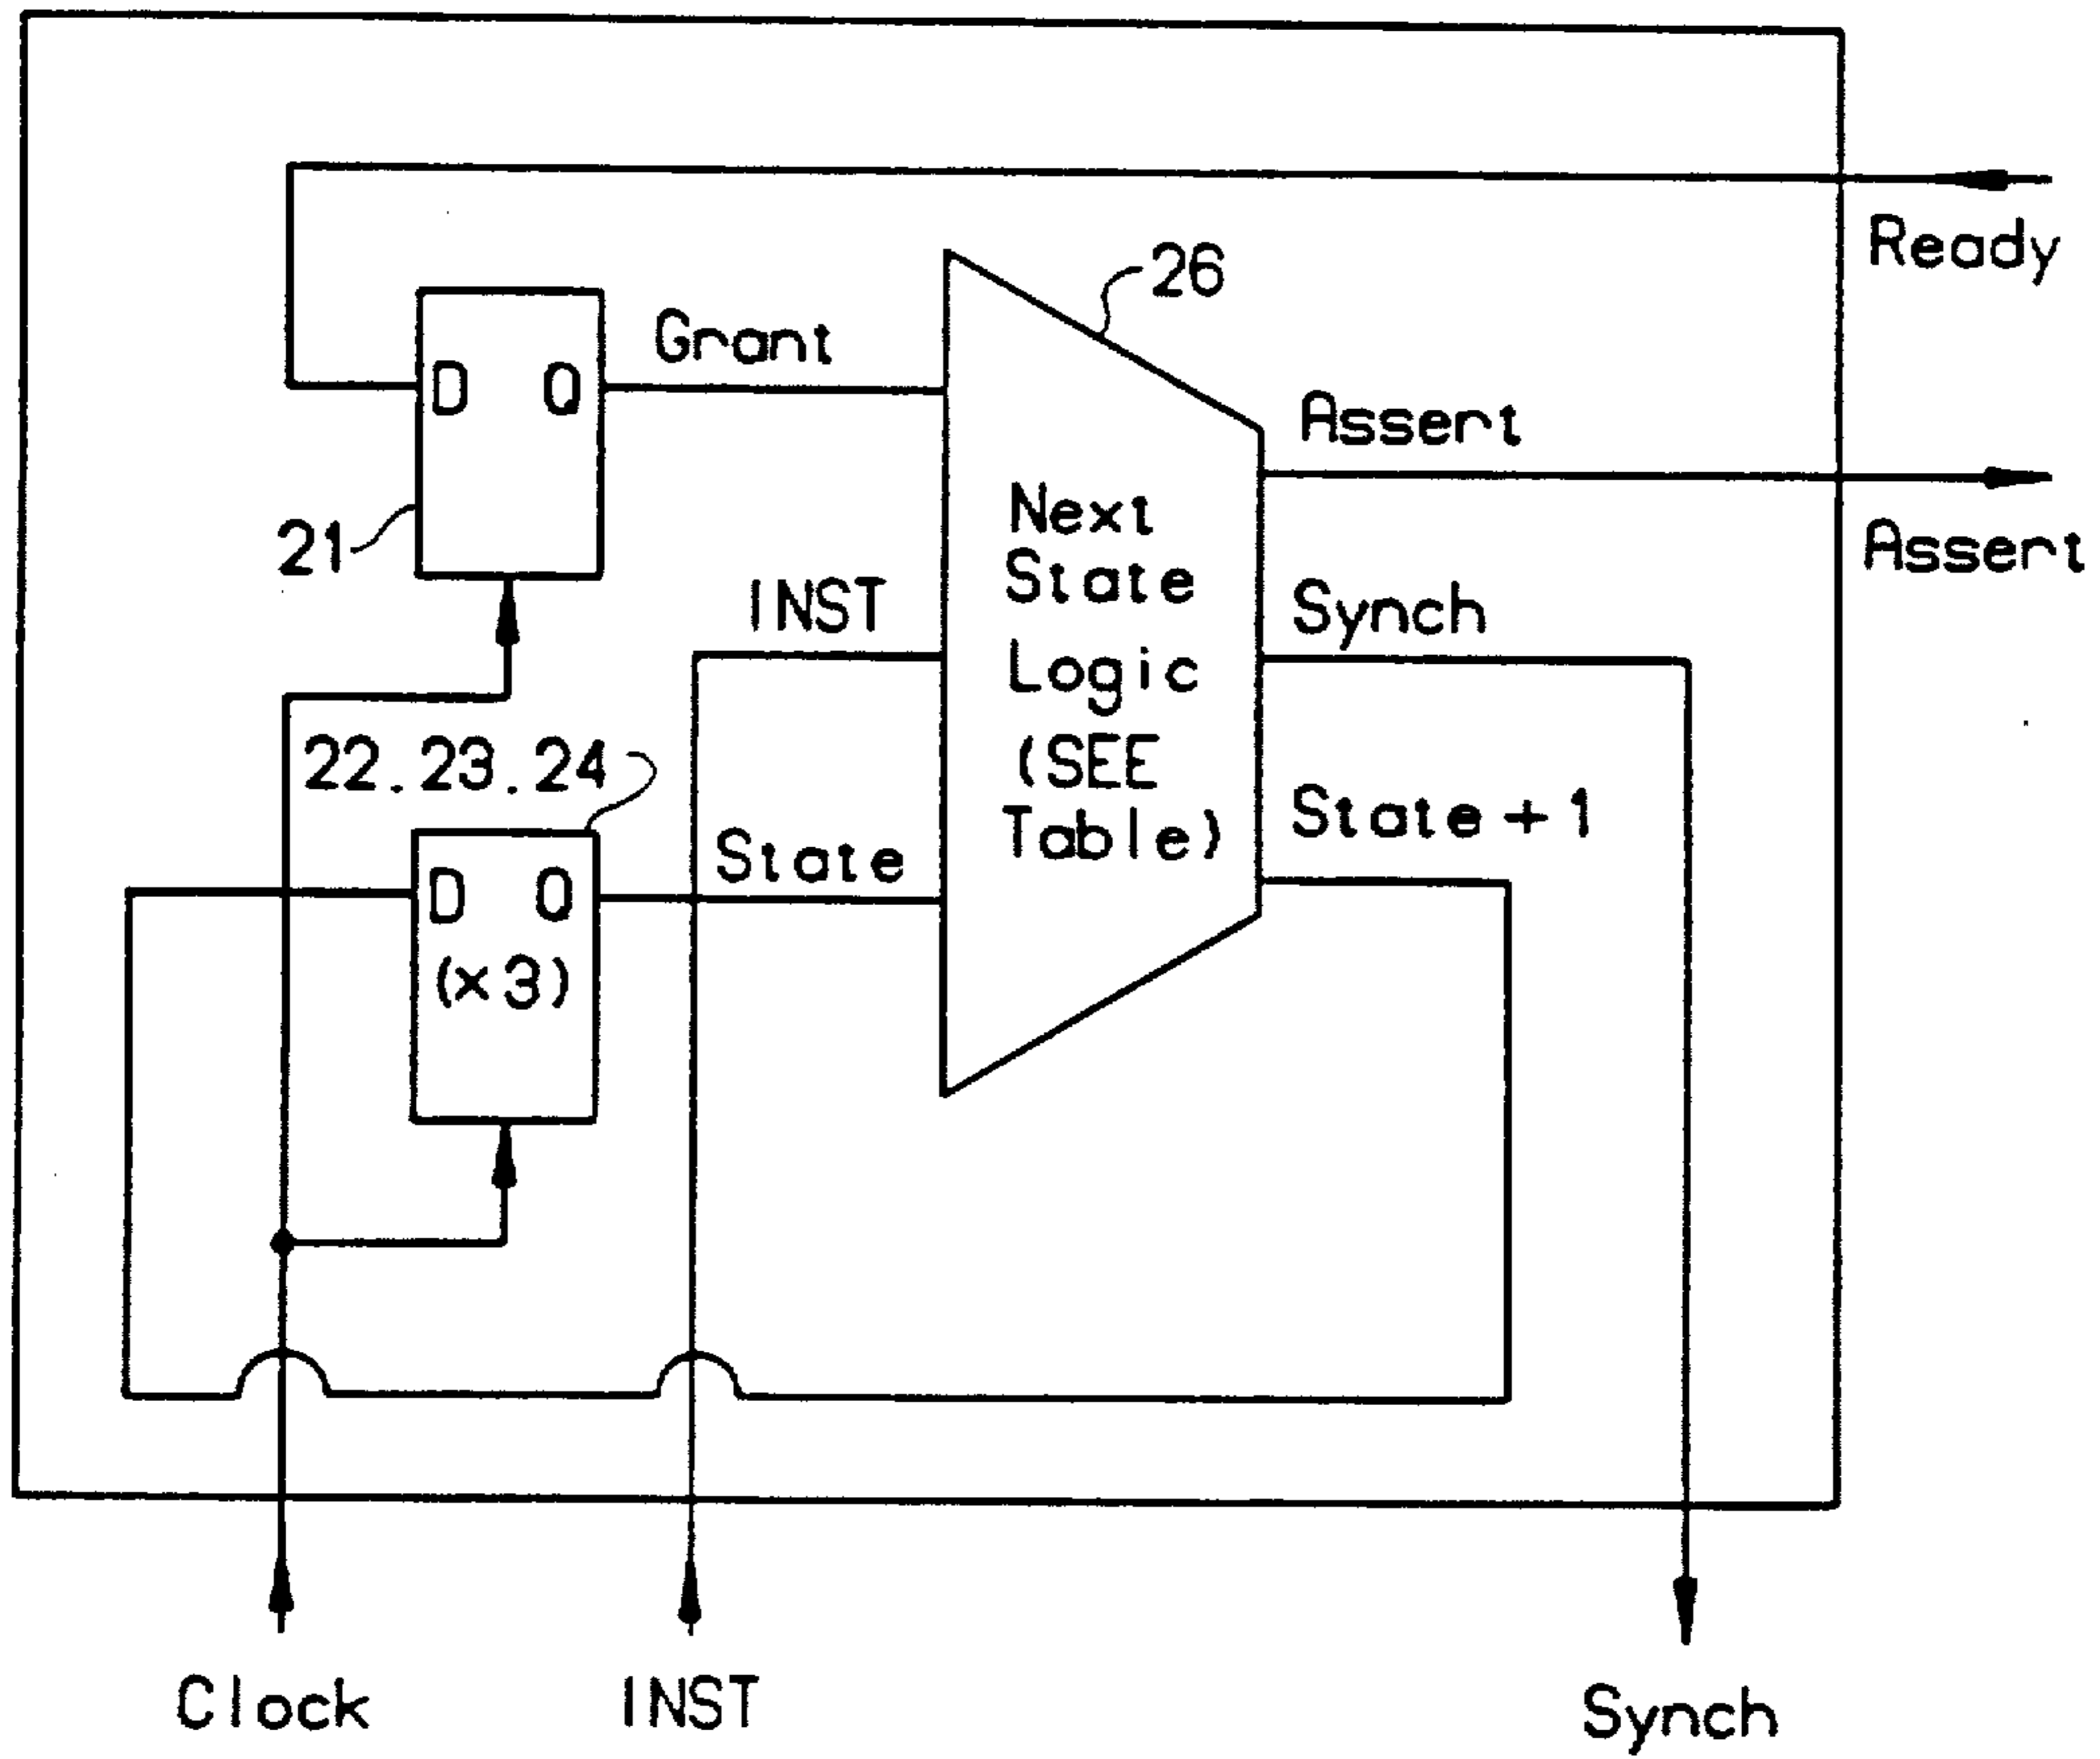 Ready
26
Grant
D Q
Assert
Assert
21
INST
Next
State
Logic
(SEE
Table)
Synch
22.23.24
State
State+1
D Q
(x3)
Clock
INST
Synch